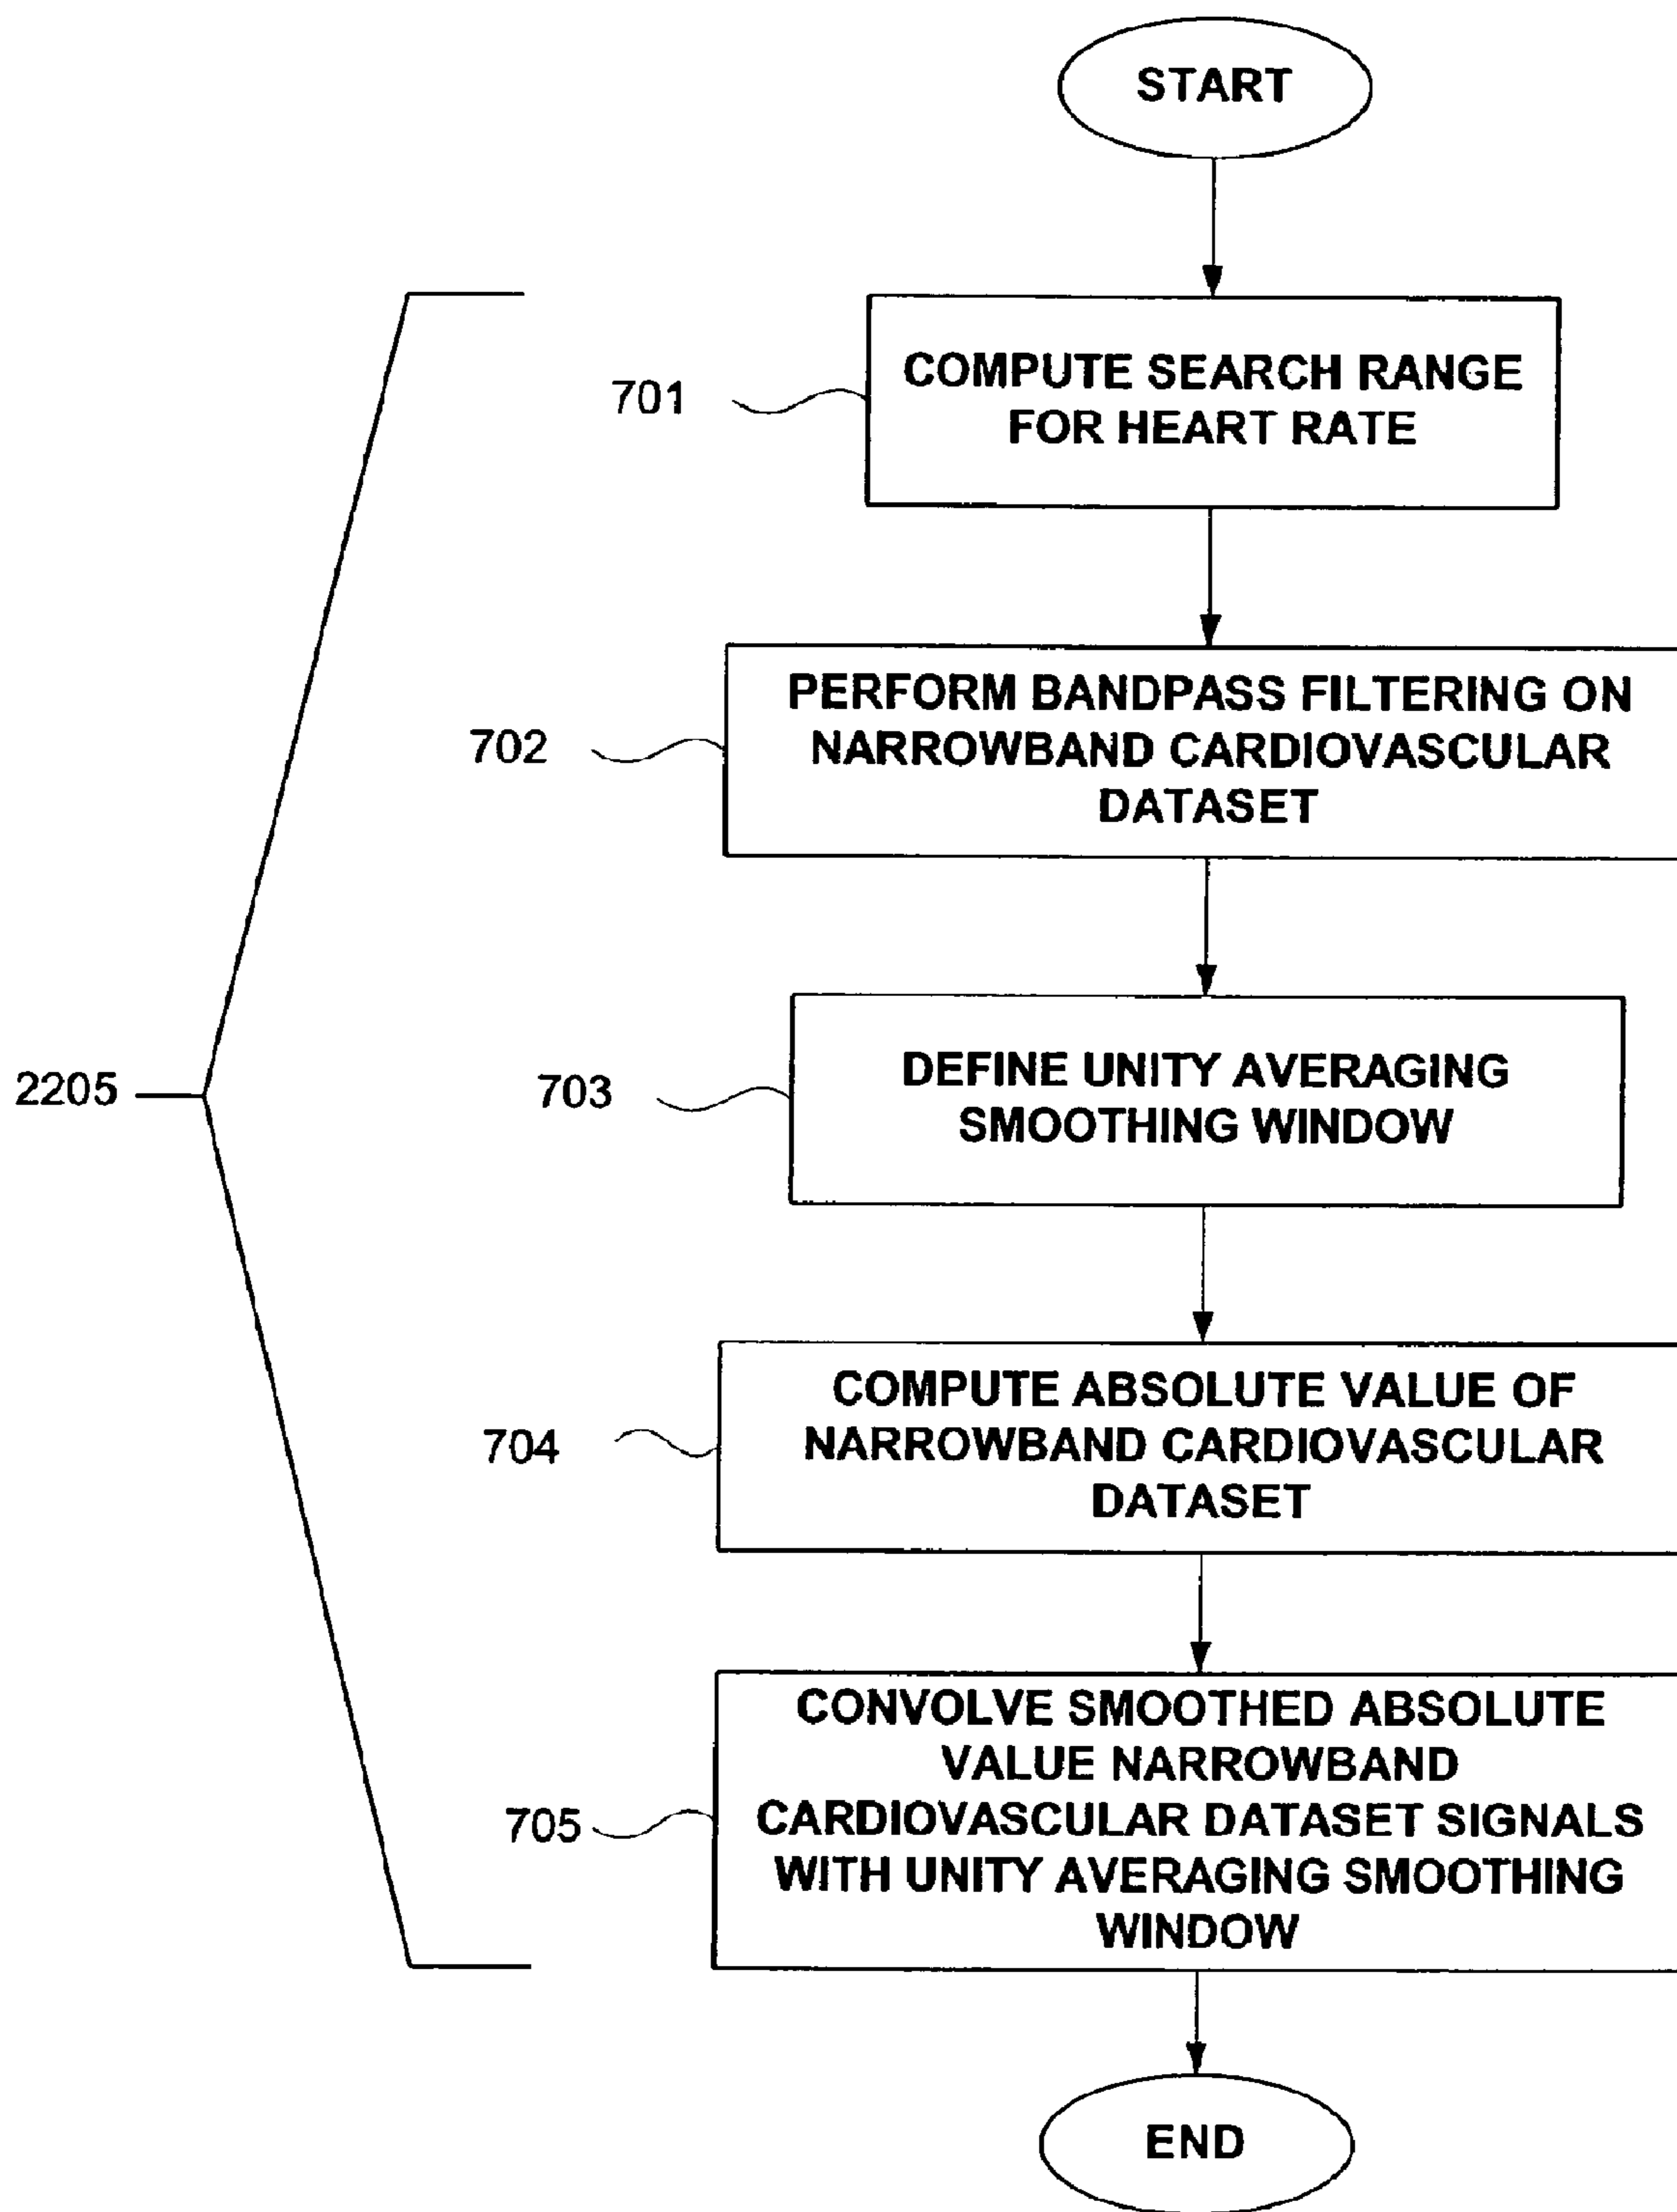 START
701
COMPUTE SEARCH RANGE
FOR HEART RATE
702
PERFORM BANDPASS FILTERING ON
NARROWBAND CARDIOVASCULAR
DATASET
2205
703
DEFINE UNITY AVERAGING
SMOOTHING WINDOW
704
COMPUTE ABSOLUTE VALUE OF
NARROWBAND CARDIOVASCULAR
DATASET
705
CONVOLVE SMOOTHED ABSOLUTE
VALUE NARROWBAND
CARDIOVASCULAR DATASET SIGNALS
WITH UNITY AVERAGING SMOOTHING
WINDOW
END